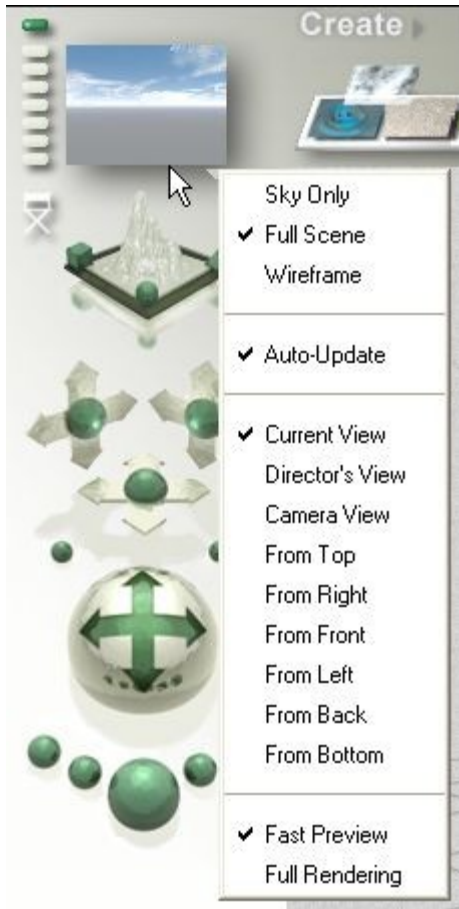 Create
Sky Only
Full Scene
Wireframe
Auto-Update
Current View
Director's View
Camera View
From Top
From Right
From Front
From Left
From Back
From Bottom
Fast Preview
Full Rendering